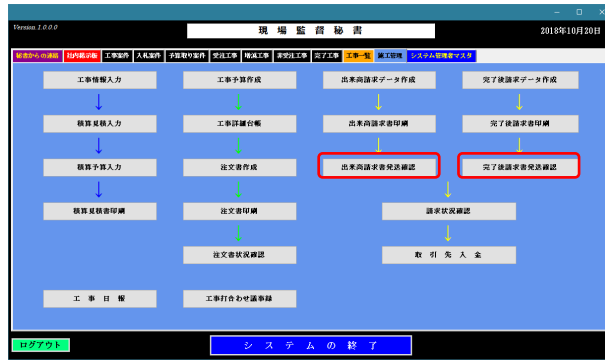 Version 1.0.0.0
現場監督秘書
2018年10月20日
秘書からの連絡 社内掲示板 工事案件 入札案件 予算取り案件 受注工事 増減工事 非受注工事 完了工事 工事一覧 施工管理 システム管理者マスタ
工事情報入力 工事予算作成 出来高請求データ作成 完了後請求データ作成
積算見積入力 工事詳細台帳 出来高請求書印刷 完了後請求書印刷
積算予算入力 注文書作成 出来高請求書発送確認 完了後請求書発送確認
積算見積書印刷 注文書印刷 請求状況確認
注文書状況確認 取引先入金
工事日報 工事打合わせ議事録
ログアウト システムの終了